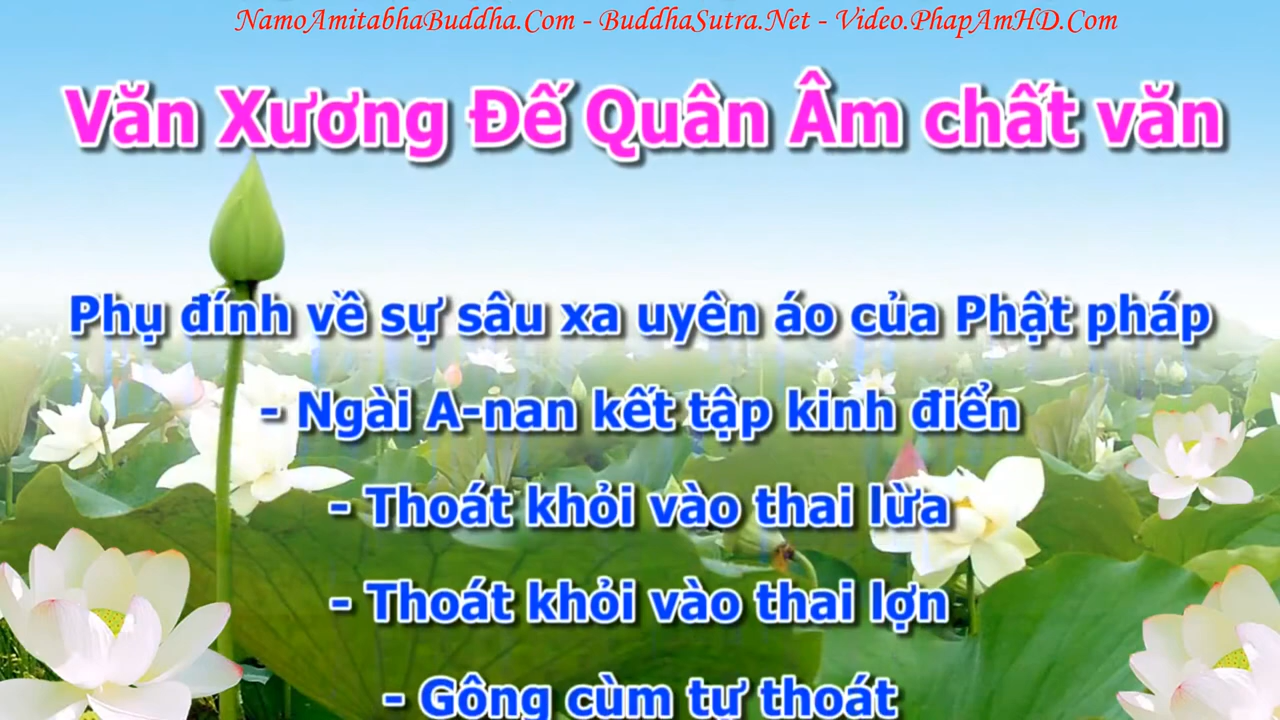 NamoAmitabhaBuddha.Com - BuddhaSutra.Net - Video.PhapAmHD.Com
Văn Xương Đế Quân Âm chất văn
Phụ đính về sự sâu xa uyên áo của Phật pháp
- Ngài A-nan kết tập kinh điển
- Thoát khỏi vào thai lừa
- Thoát khỏi vào thai lợn
- Gông cùm tự thoát